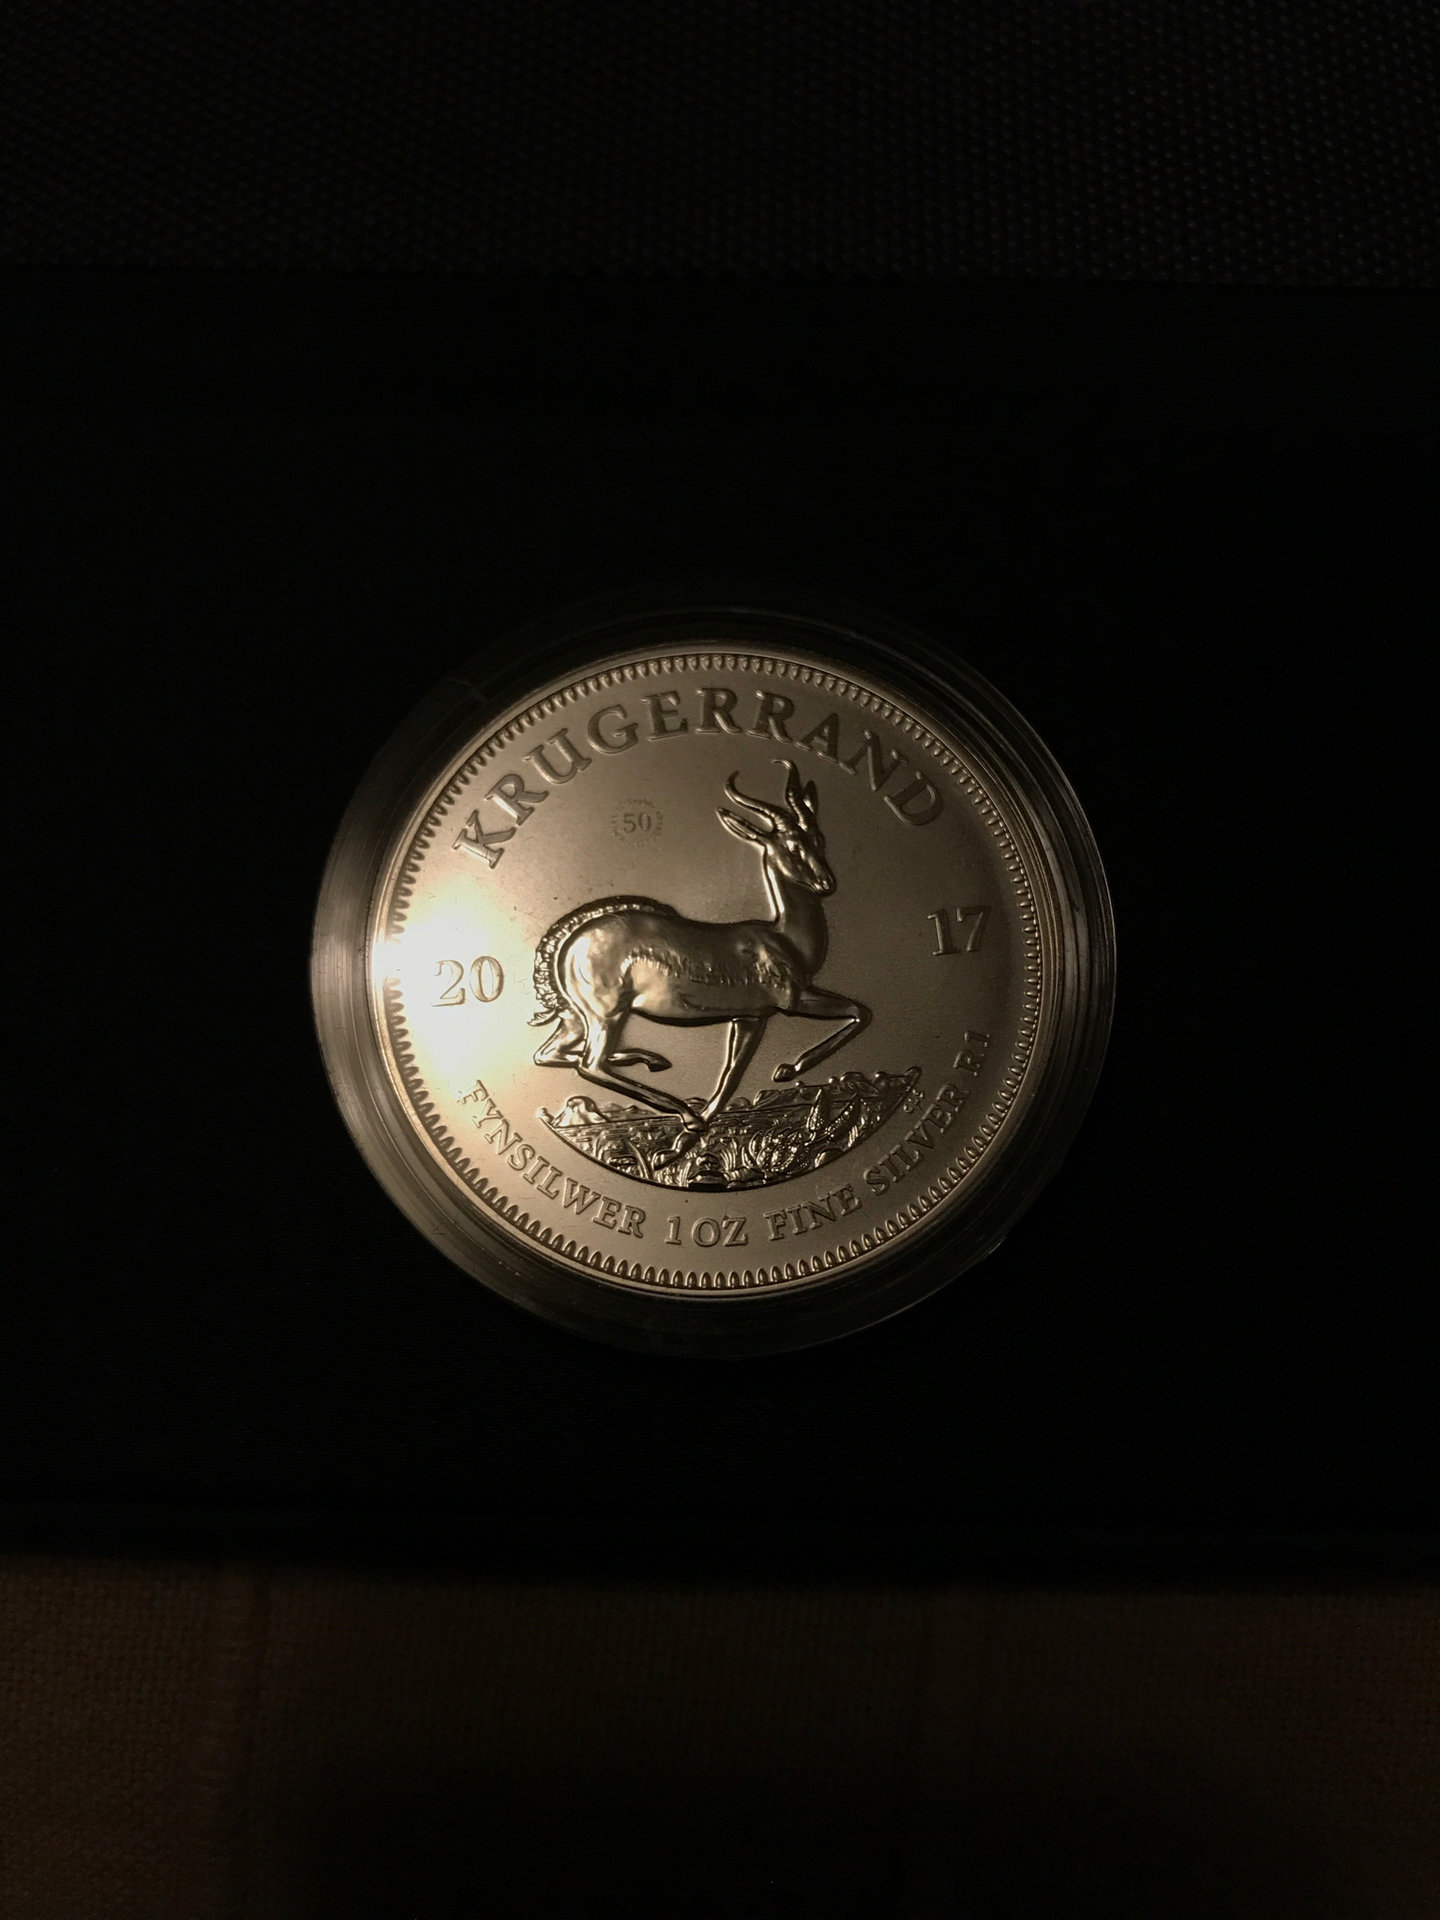 KRUGERRAND
50
20 17
FYNSILWER 1 OZ FINE SILVER R1